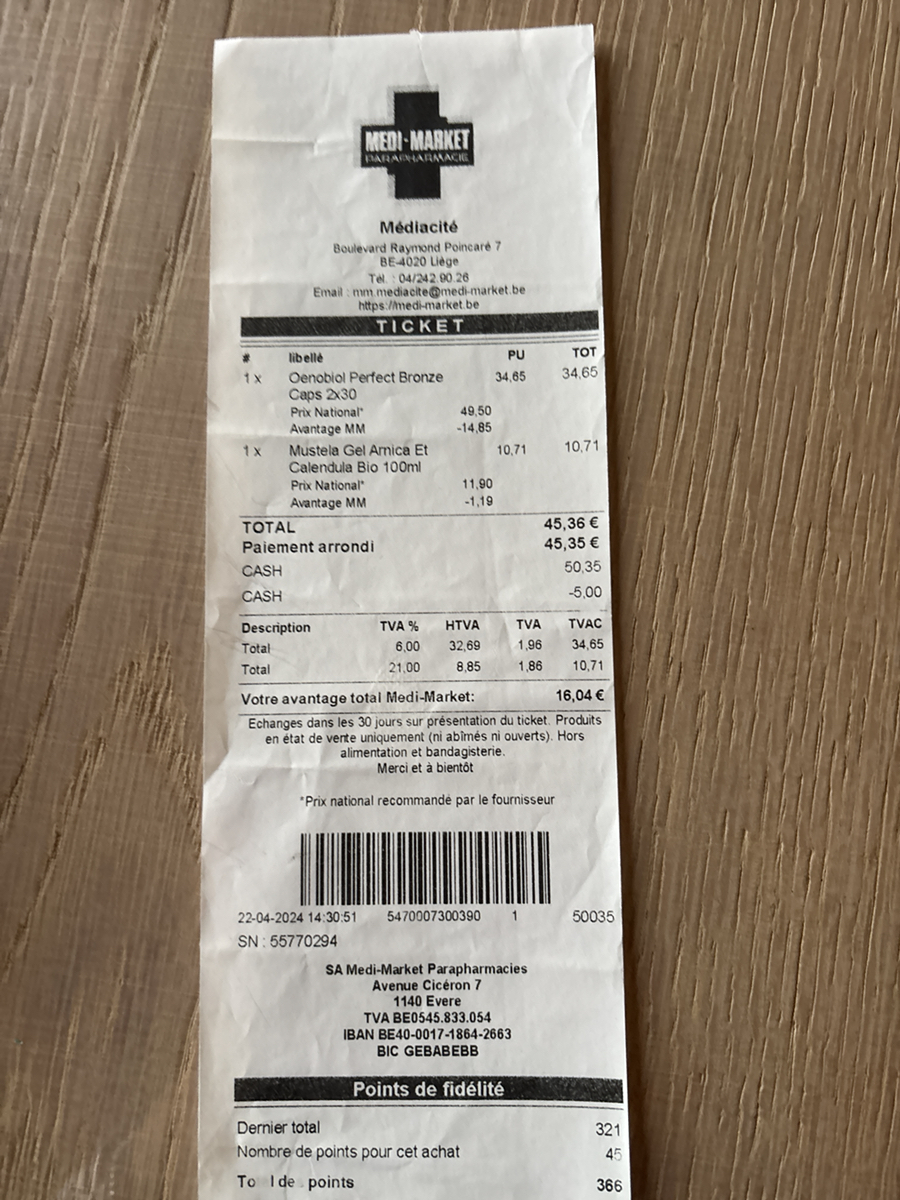 MEDI-MARKET
PARAPHARMACIE
Médiacité
Boulevard Raymond Poincaré 7
BE-4020 Liège
Tél. : 04/242.90.26
Email : mm.mediacite@medi-market.be
https://medi-market.be
TICKET
# libellé PU TOT
1 x Oenobiol Perfect Bronze 34,65 34,65
Caps 2x30
Prix National* 49,50
Avantage MM -14,85
1 x Mustela Gel Arnica Et 10,71 10,71
Calendula Bio 100ml
Prix National* 11,90
Avantage MM -1,19
TOTAL 45,36 €
Paiement arrondi 45,35 €
CASH 50,35
CASH -5,00
Description TVA % HTVA TVA TVAC
Total 6,00 32,69 1,96 34,65
Total 21,00 8,85 1,86 10,71
Votre avantage total Medi-Market: 16,04 €
Echanges dans les 30 jours sur présentation du ticket. Produits
en état de vente uniquement (ni abîmés ni ouverts). Hors
alimentation et bandagisterie.
Merci et à bientôt
*Prix national recommandé par le fournisseur
22-04-2024 14:30:51 5470007300390 1 50035
SN : 55770294
SA Medi-Market Parapharmacies
Avenue Cicéron 7
1140 Evere
TVA BE0545.833.054
IBAN BE40-0017-1864-2663
BIC GEBABEBB
Points de fidélité
Dernier total 321
Nombre de points pour cet achat 45
To l de points 366